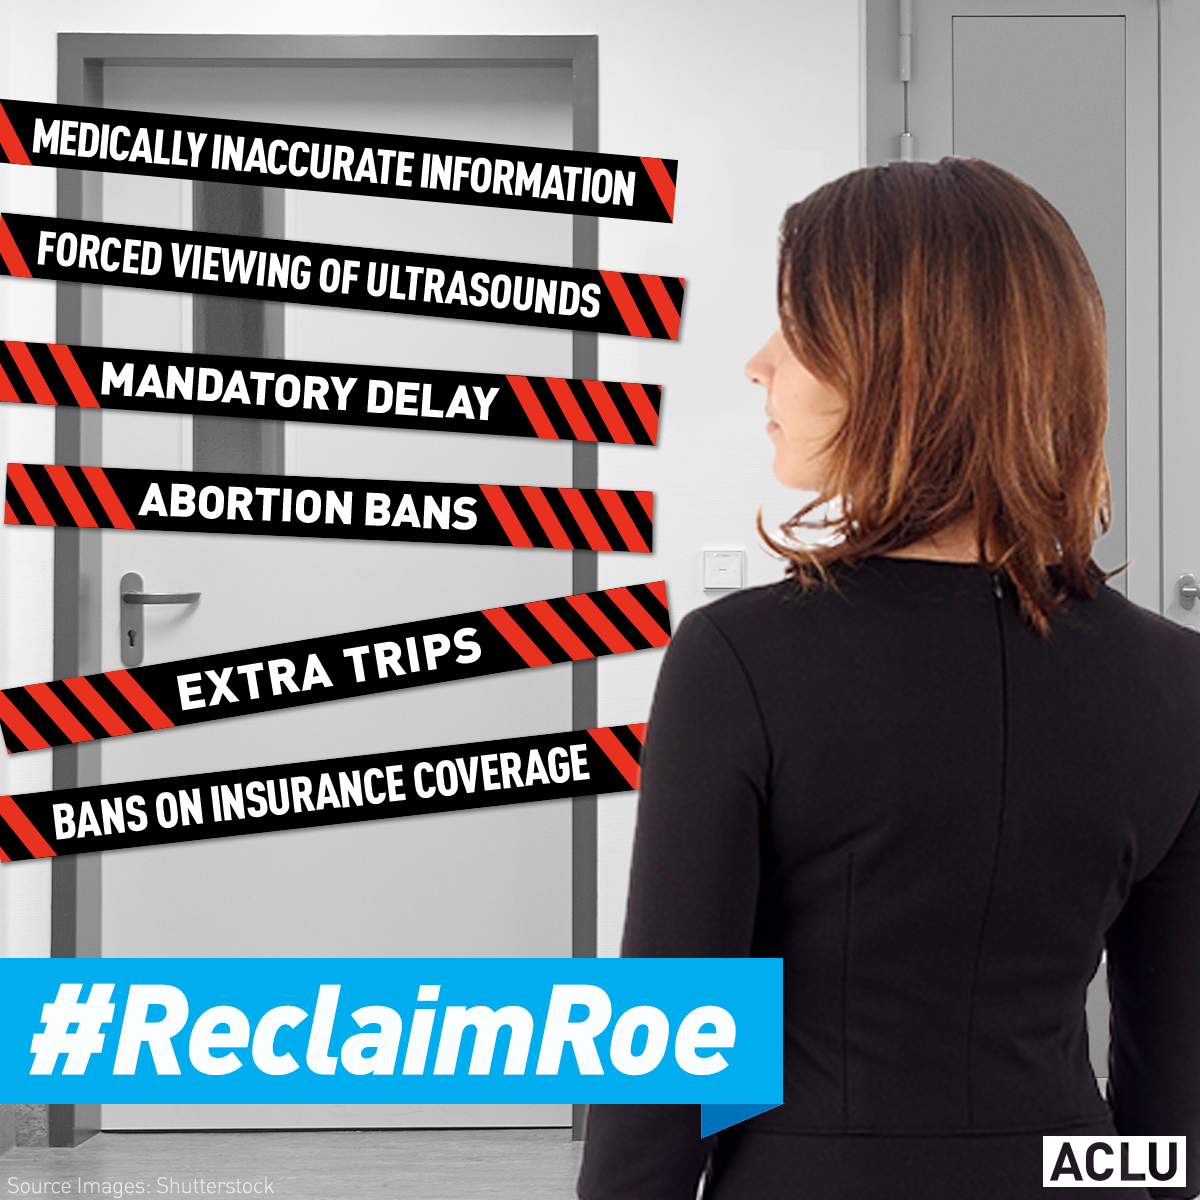 MEDICALLY INACCURATE INFORMATION
FORCED VIEWING OF ULTRASOUNDS
MANDATORY DELAY
ABORTION BANS
EXTRA TRIPS
BANS ON INSURANCE COVERAGE
#ReclaimRoe
ACLU
Source Images: Shutterstock